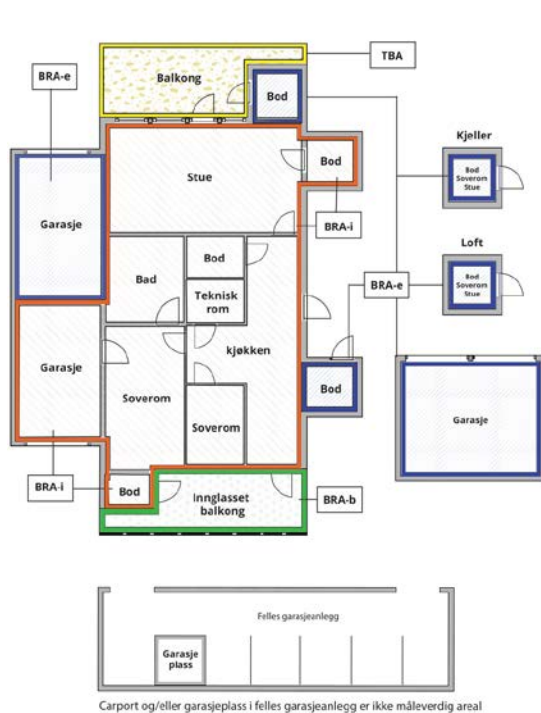 TBA
BRA-e
Balkong
Bod
Kjeller
Stue
Bod
Bod
Soverom
Stue
Garasje
BRA-i
Loft
Bod
Bad
Teknisk
rom
BRA-e
Bod
Soverom
Stue
kjøkken
Garasje
Soverom
Bod
Garasje
Soverom
BRA-i
Bod
Innglasset
balkong
BRA-b
Felles garasjeanlegg
Garasje
plass
Carport og/eller garasjeplass i felles garasjeanlegg er ikke måleverdig areal